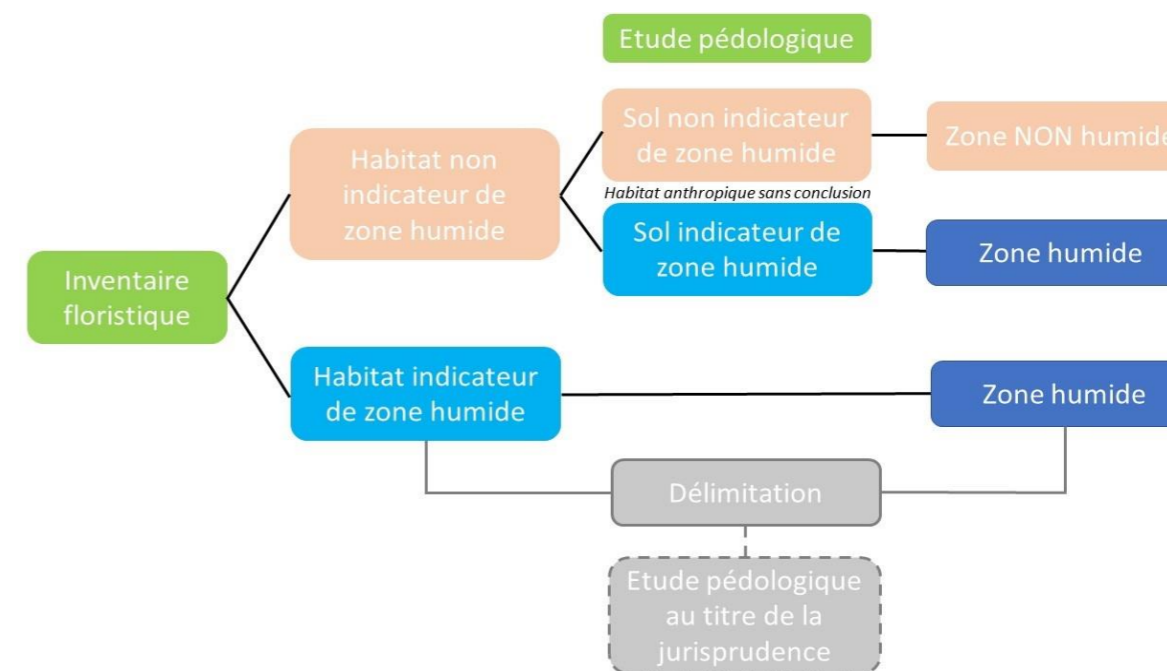 Etude pédologique
Sol non indicateur
de zone humide
Zone NON humide
Habitat non
indicateur de
zone humide
Habitat anthropique sans conclusion
Sol indicateur de
zone humide
Zone humide
Inventaire
floristique
Habitat indicateur
de zone humide
Zone humide
Délimitation
Etude pédologique
au titre de la
jurisprudence